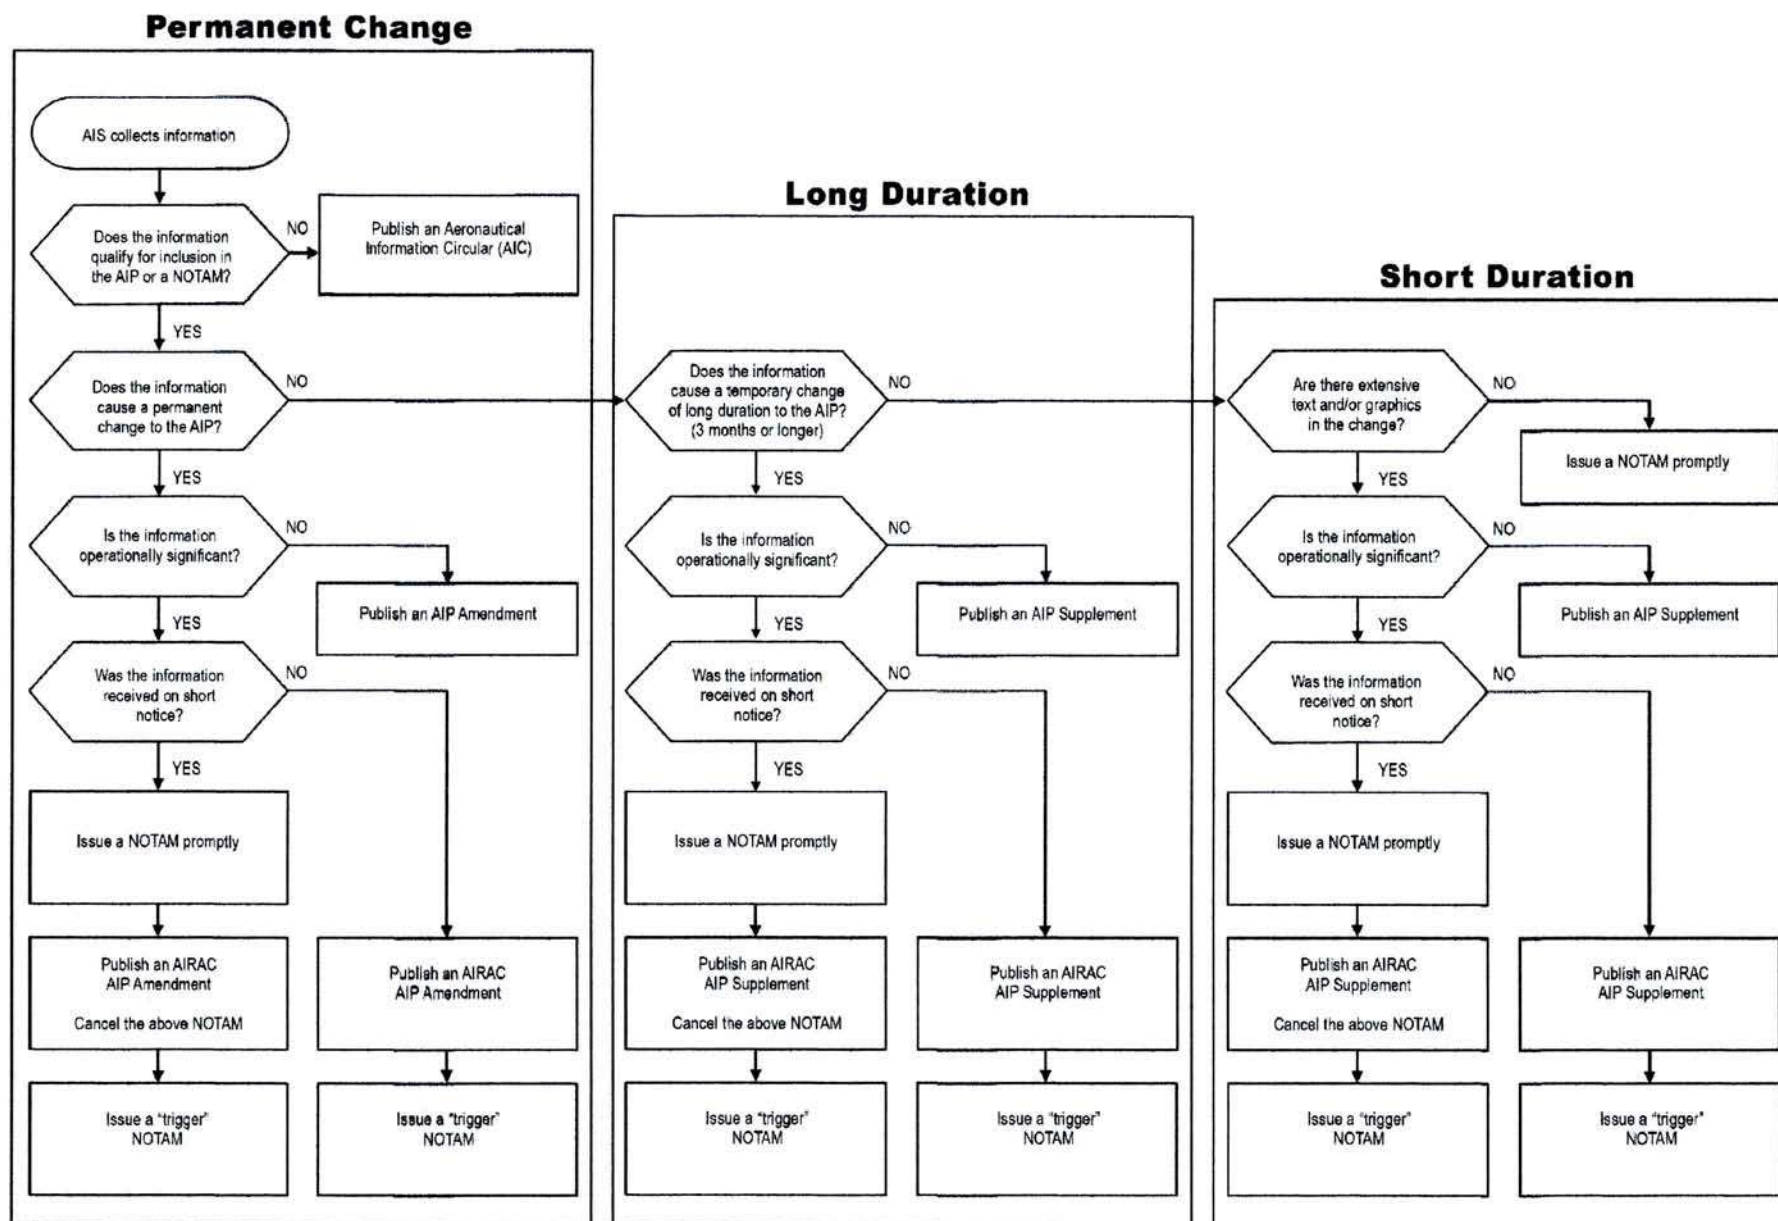 Permanent Change
AIS collects information
Does the information
qualify for inclusion in
the AIP or a NOTAM?
NO
Publish an Aeronautical
Information Circular (AIC)
YES
Does the information
cause a permanent
change to the AIP?
NO
YES
Is the information
operationally significant?
NO
Publish an AIP Amendment
YES
Was the information
received on short
notice?
NO
YES
Issue a NOTAM promptly
Publish an AIRAC
AIP Amendment
Cancel the above NOTAM
Publish an AIRAC
AIP Amendment
Issue a "trigger"
NOTAM
Issue a "trigger"
NOTAM
Long Duration
Does the information
cause a temporary change
of long duration to the AIP?
(3 months or longer)
NO
YES
Is the information
operationally significant?
NO
Publish an AIP Supplement
YES
Was the information
received on short
notice?
NO
YES
Issue a NOTAM promptly
Publish an AIRAC
AIP Supplement
Cancel the above NOTAM
Publish an AIRAC
AIP Supplement
Issue a "trigger"
NOTAM
Issue a "trigger"
NOTAM
Short Duration
Are there extensive
text and/or graphics
in the change?
NO
Issue a NOTAM promptly
YES
Is the information
operationally significant?
NO
Publish an AIP Supplement
YES
Was the information
received on short
notice?
NO
YES
Issue a NOTAM promptly
Publish an AIRAC
AIP Supplement
Cancel the above NOTAM
Publish an AIRAC
AIP Supplement
Issue a "trigger"
NOTAM
Issue a "trigger"
NOTAM